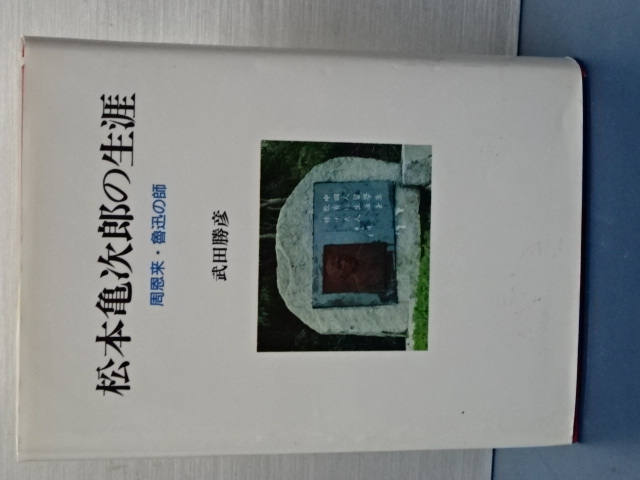 松本亀次郎の生涯
周恩来・魯迅の師
武田勝彦